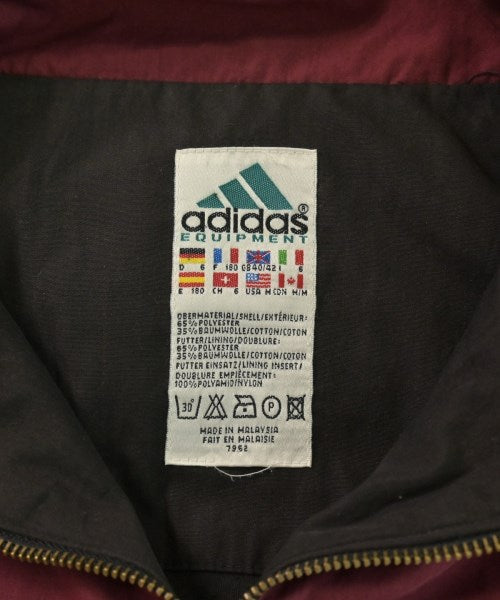 adidas®
EQUIPMENT
D 6 F 180 GB 40/42 I 6
E 180 CH 6 USA M CDN M/M
OBERMATERIAL/SHELL/EXTÉRIEUR:
65% POLYESTER
35% BAUMWOLLE/COTTON/COTON
FUTTER/LINING/DOUBLURE:
65% POLYESTER
35% BAUMWOLLE/COTTON/COTON
FUTTER EINSATZ/LINING INSERT/
DOUBLURE EMPIÈCEMENT:
100% POLYAMID/NYLON
30° P
MADE IN MALAYSIA
FAIT EN MALAISIE
7962